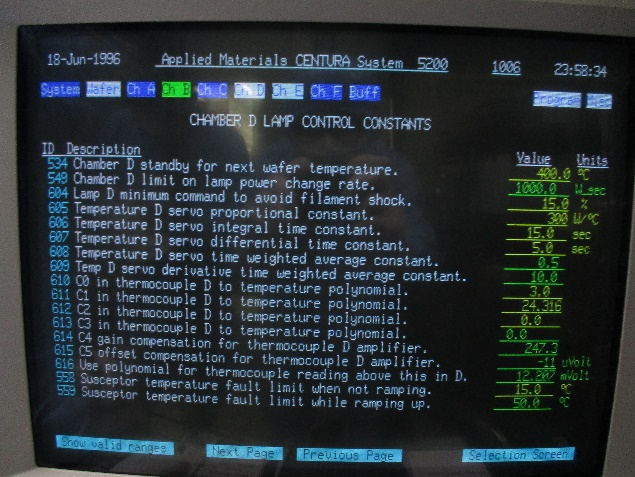 18-Jun-1996 Applied Materials CENTURA System 5200 1006 23:58:34
System Wafer Ch A Ch B Ch C Ch D Ch E Ch F Buff Program Disc
CHAMBER D LAMP CONTROL CONSTANTS
ID Description Value Units
534 Chamber D standby for next wafer temperature. 400.0 °C
549 Chamber D limit on lamp power change rate. 1000.0 W_sec
604 Lamp D minimum command to avoid filament shock. 15.0 %
605 Temperature D servo proportional constant. 300 W/°C
606 Temperature D servo integral time constant. 15.0 sec
607 Temperature D servo differential time constant. 5.0 sec
608 Temperature D servo time weighted average constant. 0.5
609 Temp D servo derivative time weighted average constant. 10.0
610 C0 in thermocouple D to temperature polynomial. 3.0
611 C1 in thermocouple D to temperature polynomial. 24.316
612 C2 in thermocouple D to temperature polynomial. 0.0
613 C3 in thermocouple D to temperature polynomial. 0.0
614 C4 gain compensation for thermocouple D amplifier. 247.3
615 C5 offset compensation for thermocouple D amplifier. -11 uVolt
616 Use polynomial for thermocouple reading above this in D. 12.207 mVolt
558 Susceptor temperature fault limit when not ramping. 15.0 °C
559 Susceptor temperature fault limit while ramping up. 50.0 °C
Show valid ranges Next Page Previous Page Selection Screen